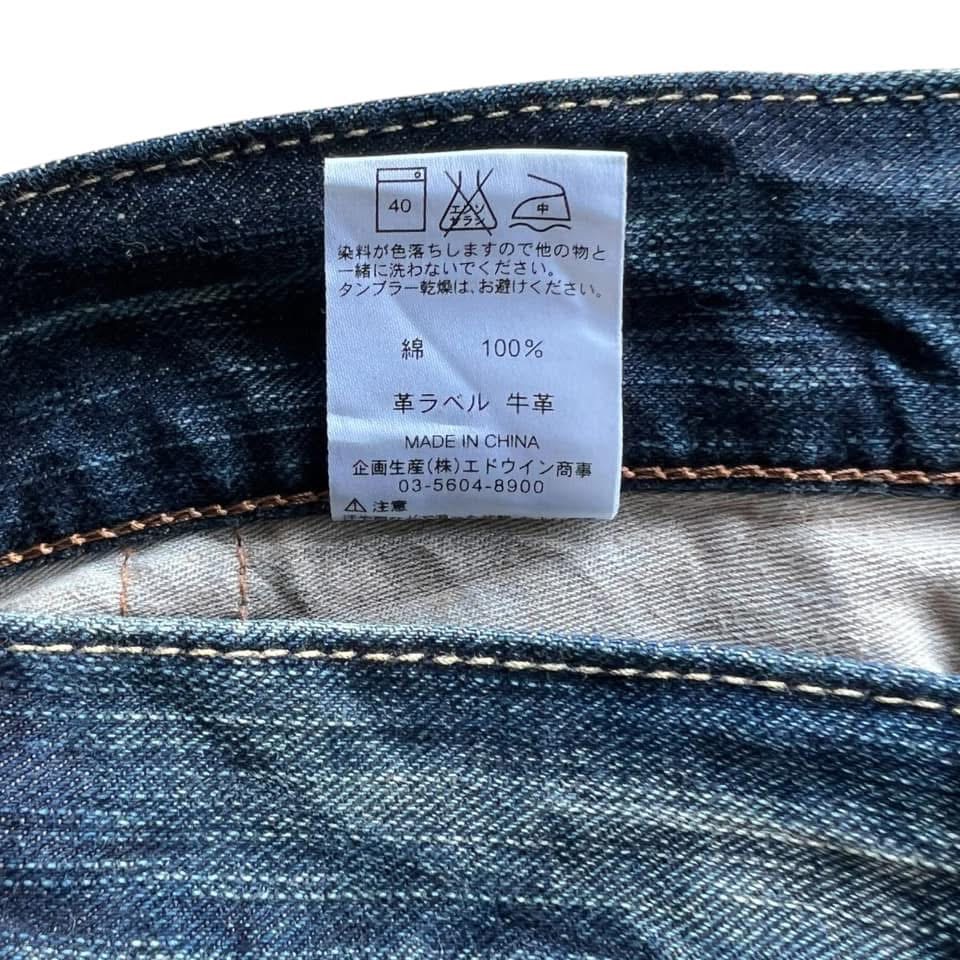 40 エンソ サラシ 中
染料が色落ちしますので他の物と
一緒に洗わないでください。
タンブラー乾燥は、お避けください。
綿 100%
革ラベル 牛革
MADE IN CHINA
企画生産(株)エドウイン商事
03-5604-8900
⚠ 注意